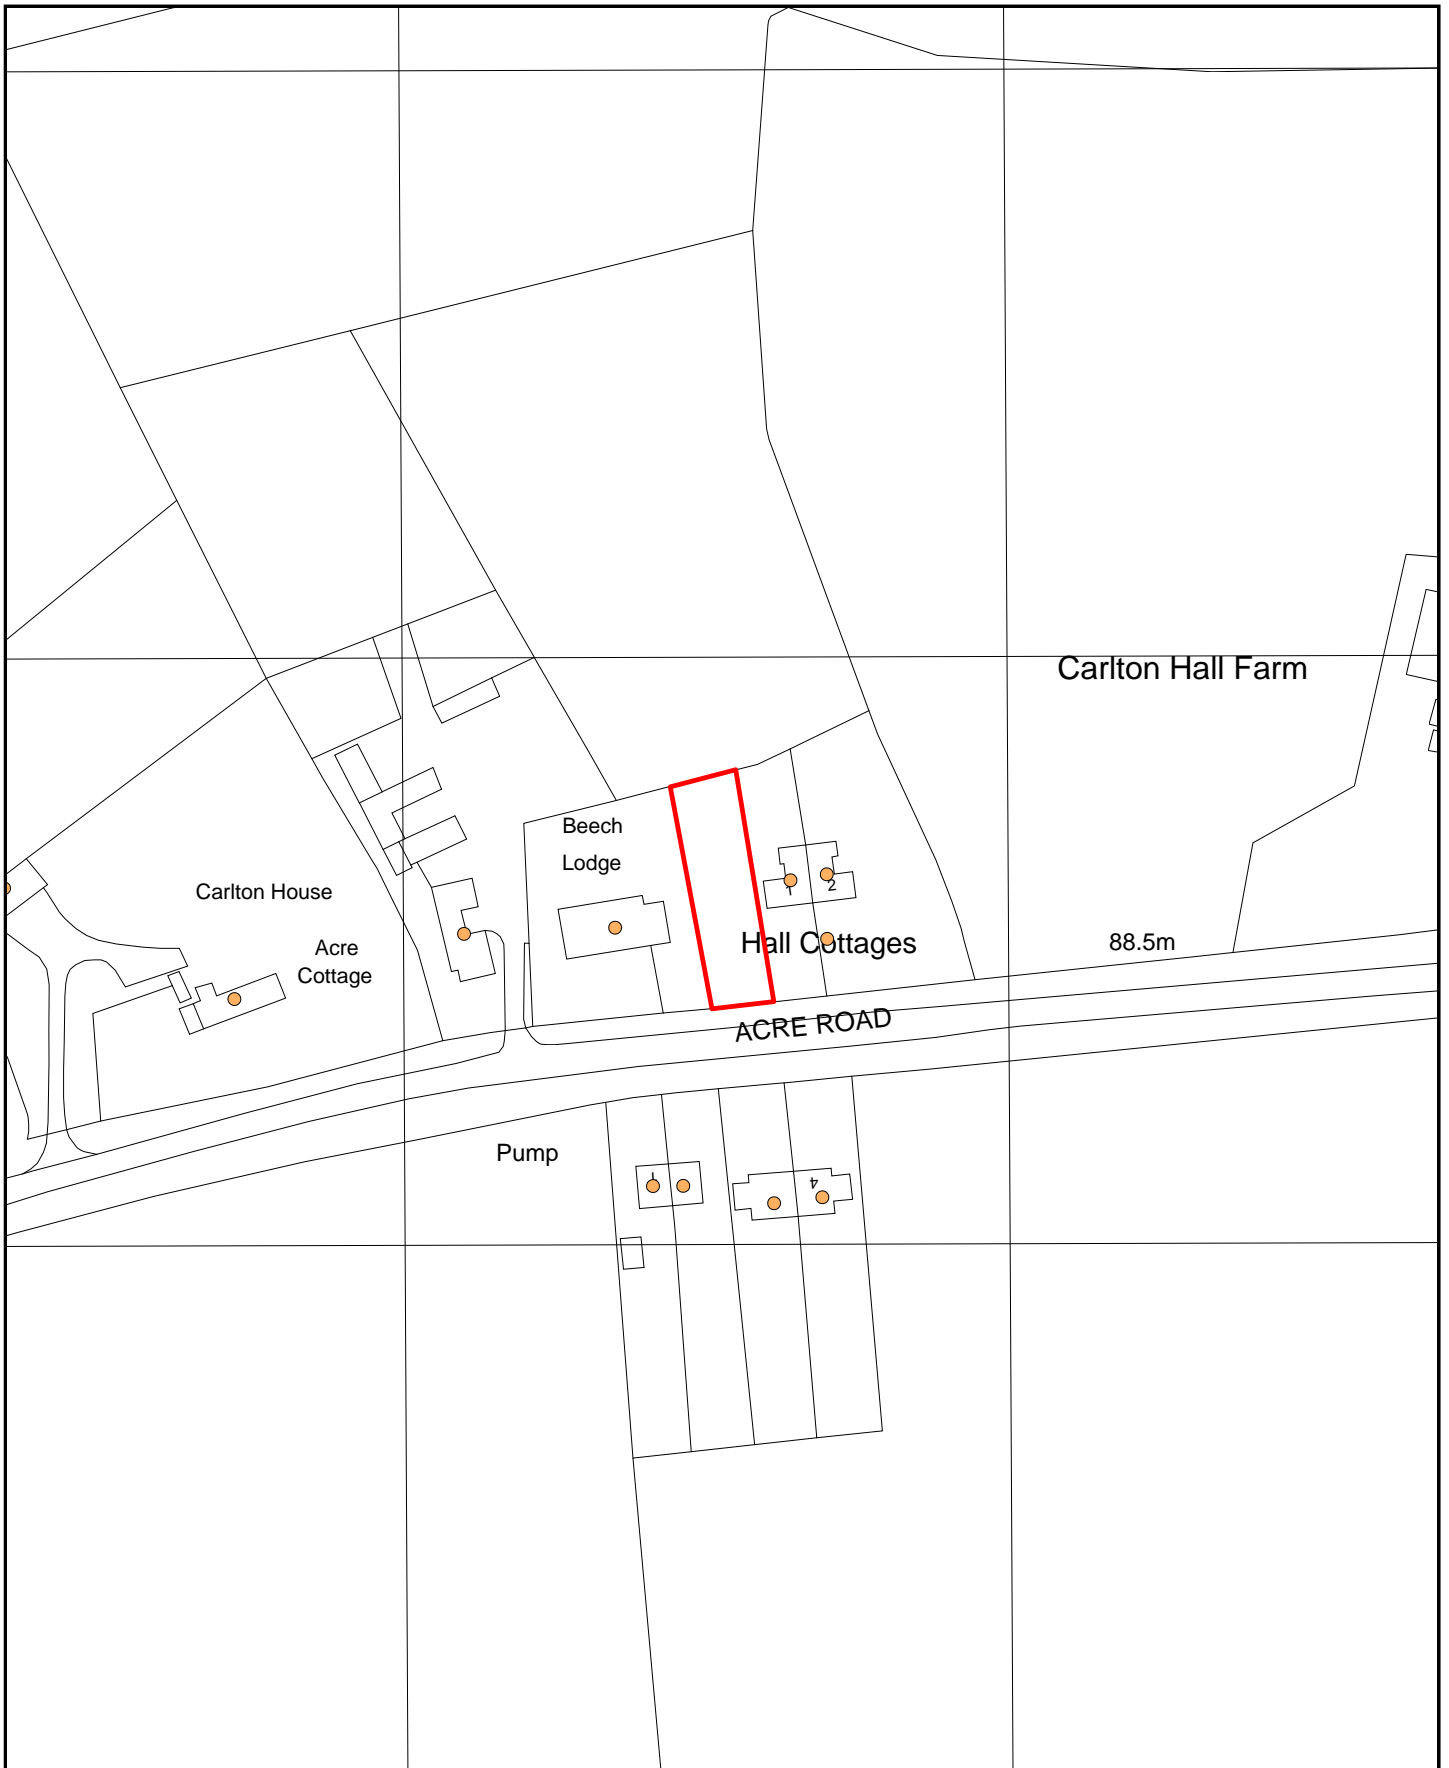 Carlton Hall Farm
Beech
Lodge
Carlton House
1
2
Acre
Cottage
Hall Cottages
88.5m
ACRE ROAD
Pump
1
4